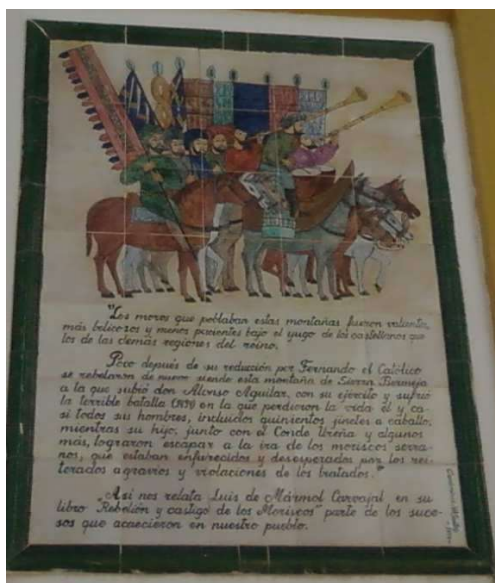 "Los moros que poblaban estas montañas fueron valientes,
más belicosos y menos pacientes bajo el yugo de los castellanos que
los de las demás regiones del reino.
Poco después de su reducción por Fernando el Católico
se rebelaron de nuevo siendo esta montaña de Sierra Bermeja
a la que subió don Alonso Aguilar, con su ejército y sufrió
la terrible batalla en la que perdieron la vida él y ca-
si todos sus hombres, incluidos quinientos jinetes a caballo,
mientras su hijo, junto con el Conde Ureña y algunos
más, lograron escapar a la ira de los moriscos serra-
nos, que estaban enfurecidos y desesperados por los rei-
terados agravios y violaciones de los tratados."
Así nos relata Luis de Mármol Carvajal en su
libro "Rebelión y castigo de los Moriscos" parte de los suce-
sos que acaecieron en nuestro pueblo.